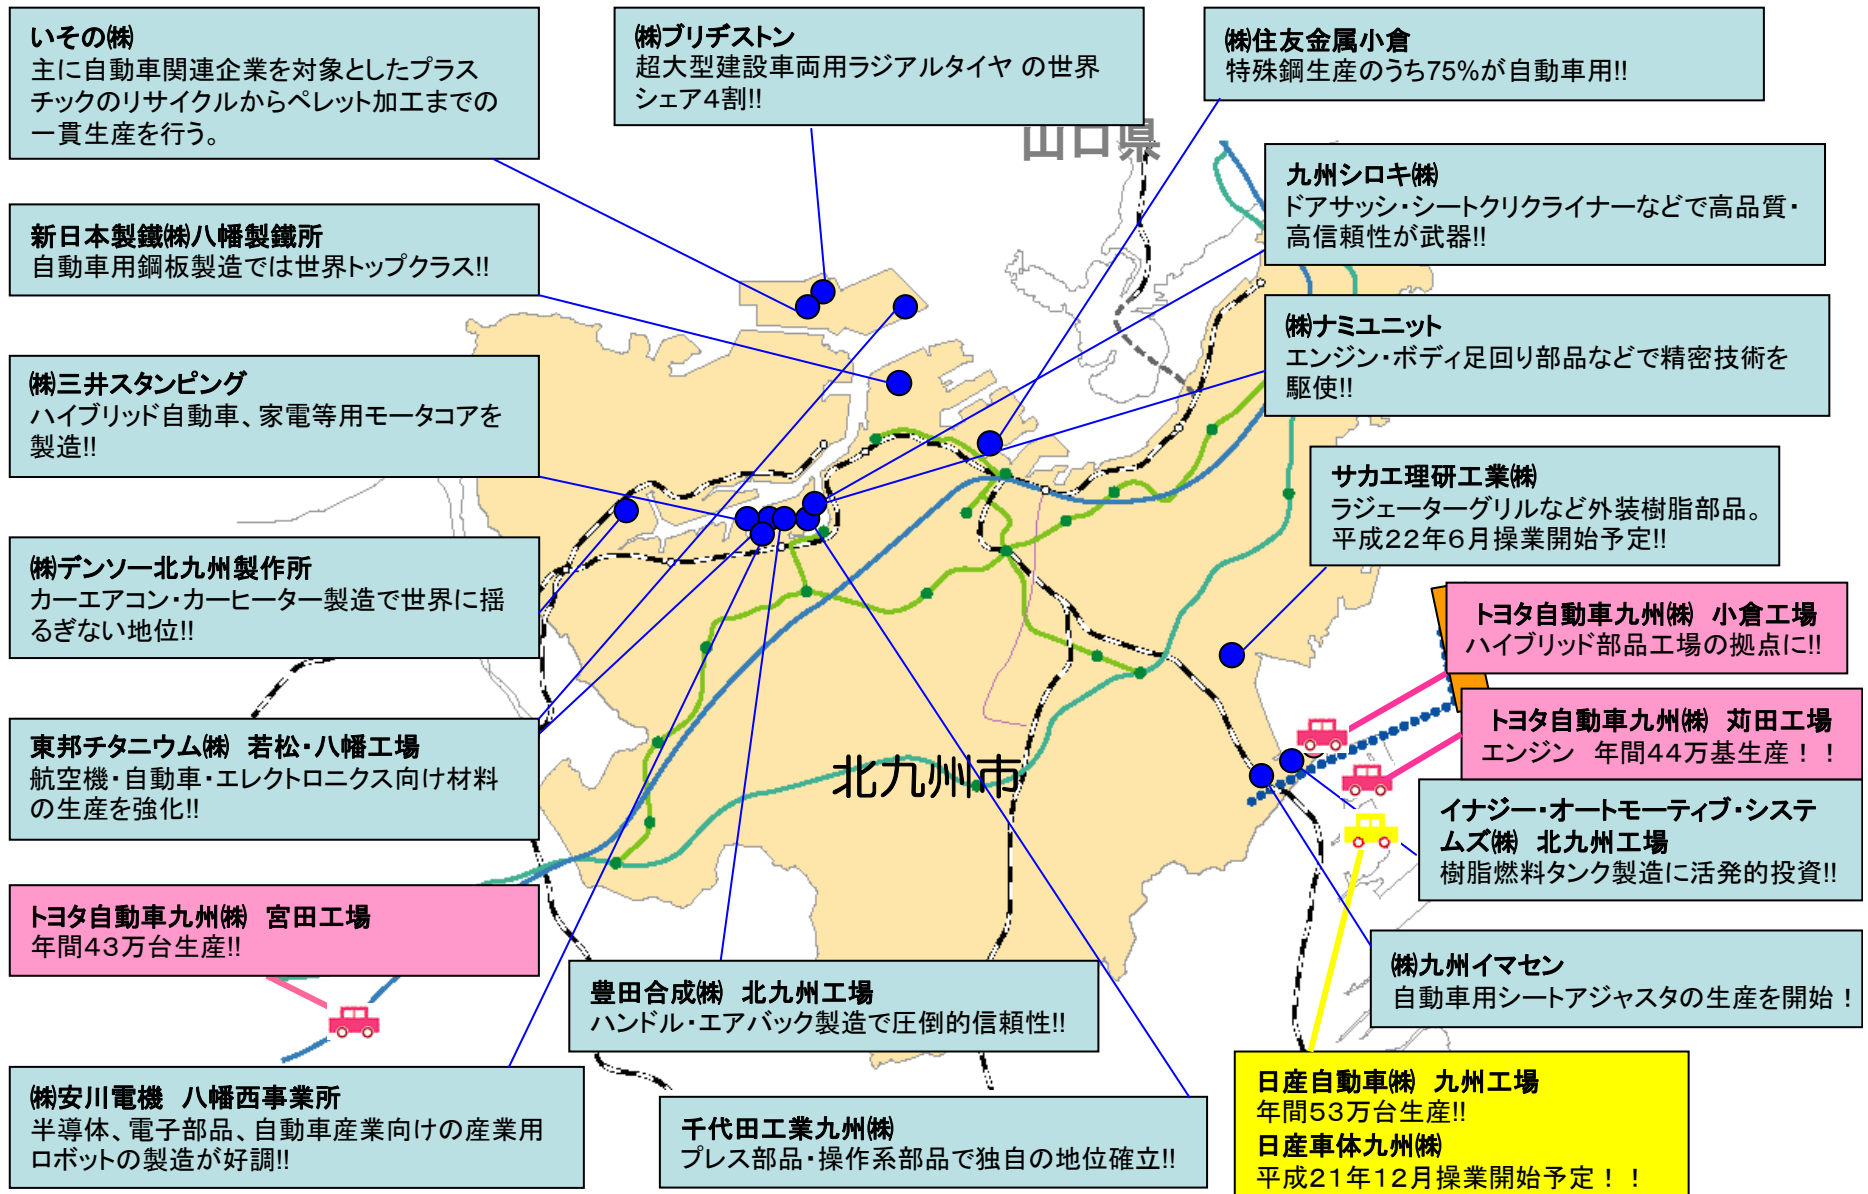 いその㈱
主に自動車関連企業を対象としたプラス
チックのリサイクルからペレット加工までの
一貫生産を行う。
㈱ブリヂストン
超大型建設車両用ラジアルタイヤ の世界
シェア4割!!
㈱住友金属小倉
特殊鋼生産のうち75%が自動車用!!
山口県
九州シロキ㈱
ドアサッシ・シートクリクライナーなどで高品質・
高信頼性が武器!!
新日本製鐵㈱八幡製鐵所
自動車用鋼板製造では世界トップクラス!!
㈱ナミユニット
エンジン・ボディ足回り部品などで精密技術を
駆使!!
㈱三井スタンピング
ハイブリッド自動車、家電等用モータコアを
製造!!
サカエ理研工業㈱
ラジェーターグリルなど外装樹脂部品。
平成22年6月操業開始予定!!
㈱デンソー北九州製作所
カーエアコン・カーヒーター製造で世界に揺
るぎない地位!!
トヨタ自動車九州㈱ 小倉工場
ハイブリッド部品工場の拠点に!!
トヨタ自動車九州㈱ 苅田工場
エンジン 年間44万基生産！！
東邦チタニウム㈱ 若松・八幡工場
航空機・自動車・エレクトロニクス向け材料
の生産を強化!!
北九州市
イナジー・オートモーティブ・システ
ムズ㈱ 北九州工場
樹脂燃料タンク製造に活発的投資!!
トヨタ自動車九州㈱ 宮田工場
年間43万台生産!!
㈱九州イマセン
自動車用シートアジャスタの生産を開始！
豊田合成㈱ 北九州工場
ハンドル・エアバック製造で圧倒的信頼性!!
㈱安川電機 八幡西事業所
半導体、電子部品、自動車産業向けの産業用
ロボットの製造が好調!!
千代田工業九州㈱
プレス部品・操作系部品で独自の地位確立!!
日産自動車㈱ 九州工場
年間53万台生産!!
日産車体九州㈱
平成21年12月操業開始予定！！